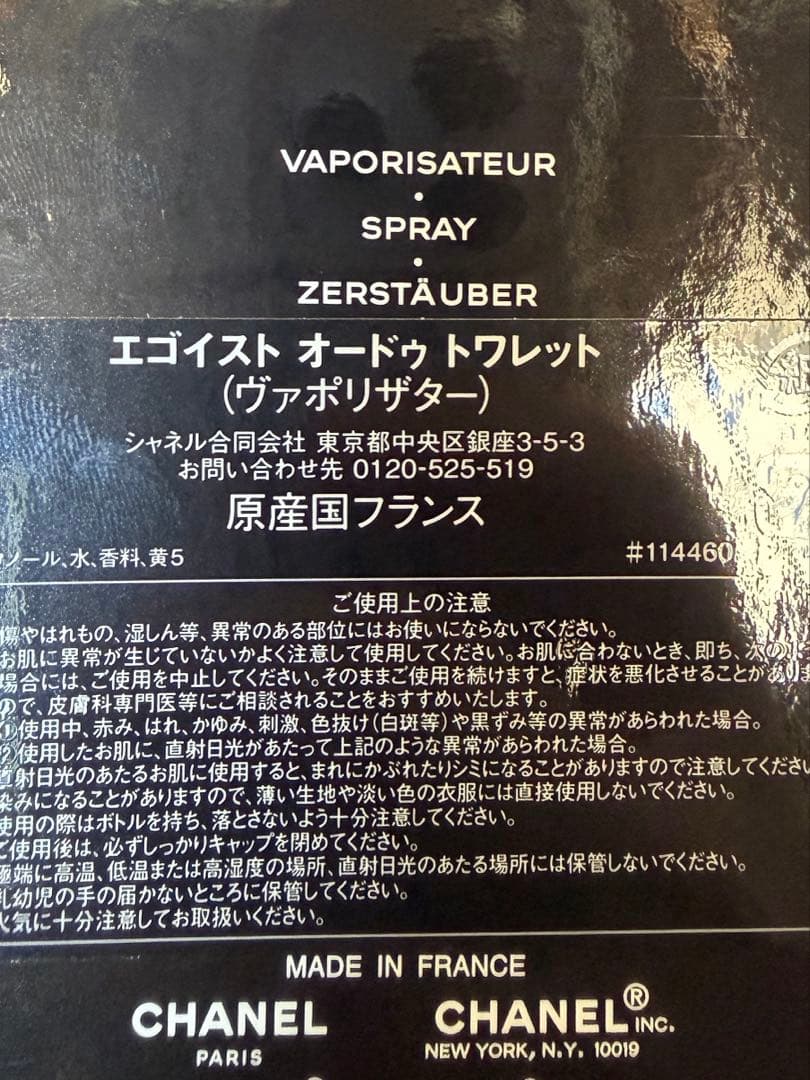 VAPORISATEUR
•
SPRAY
•
ZERSTÄUBER
エゴイスト オードゥ トワレット
(ヴァポリザター)
シャネル合同会社 東京都中央区銀座3-5-3
お問い合わせ先 0120-525-519
原産国フランス
ノール、水、香料、黄5
#114460
ご使用上の注意
傷やはれもの、湿しん等、異常のある部位にはお使いにならないでください。
お肌に異常が生じていないかよく注意して使用してください。お肌に合わないとき、即ち、次の
場合には、ご使用を中止してください。そのままご使用を続けますと、症状を悪化させることがありま
ので、皮膚科専門医等にご相談されることをおすすめいたします。
①使用中、赤み、はれ、かゆみ、刺激、色抜け(白斑等)や黒ずみ等の異常があらわれた場合。
②使用したお肌に、直射日光があたって上記のような異常があらわれた場合。
直射日光のあたるお肌に使用すると、まれにかぶれたりシミになることがありますので注意してください
染みになることがありますので、薄い生地や淡い色の衣服には直接使用しないでください。
使用の際はボトルを持ち、落とさないよう十分注意してください。
ご使用後は、必ずしっかりキャップを閉めてください。
極端に高温、低温または高湿度の場所、直射日光のあたる場所には保管しないでください。
乳幼児の手の届かないところに保管してください。
火気に十分注意してお取扱いください。
MADE IN FRANCE
CHANEL
PARIS
CHANEL® INC.
NEW YORK, N.Y. 10019